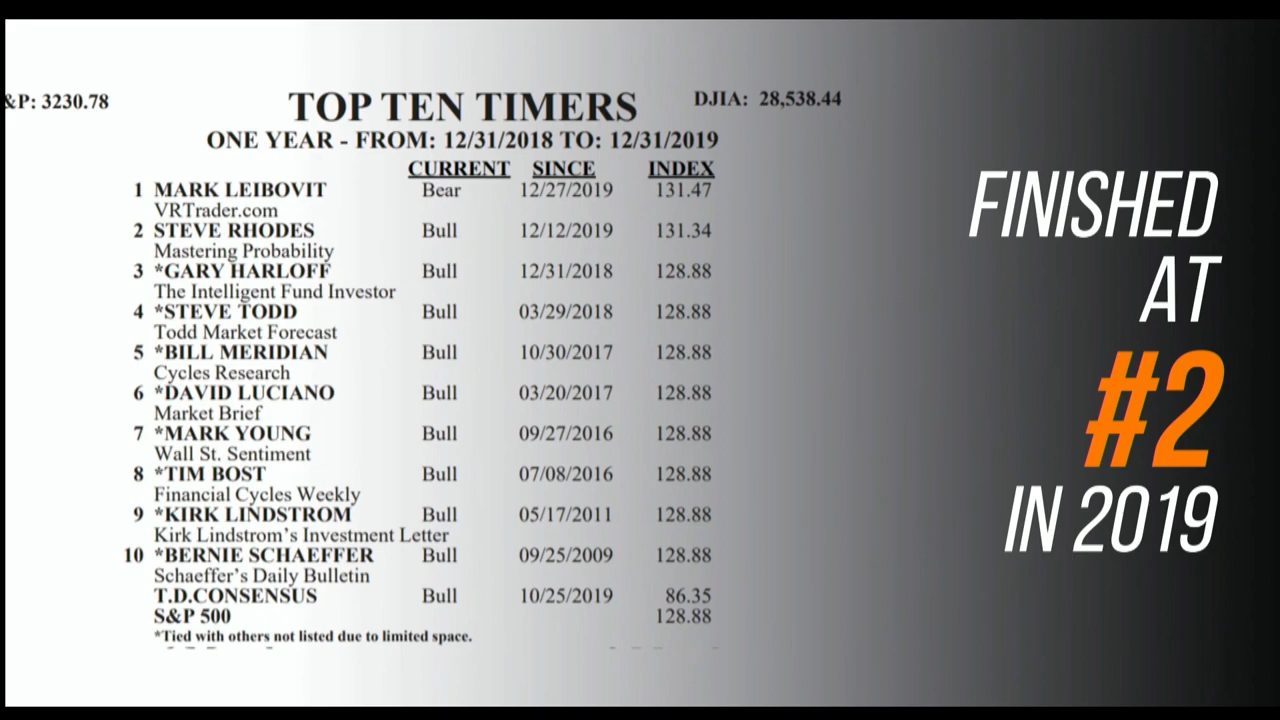 &P: 3230.78
TOP TEN TIMERS
DJIA: 28,538.44
ONE YEAR - FROM: 12/31/2018 TO: 12/31/2019
CURRENT SINCE INDEX
1 MARK LEIBOVIT Bear 12/27/2019 131.47
VRTrader.com
2 STEVE RHODES Bull 12/12/2019 131.34
Mastering Probability
3 *GARY HARLOFF Bull 12/31/2018 128.88
The Intelligent Fund Investor
4 *STEVE TODD Bull 03/29/2018 128.88
Todd Market Forecast
5 *BILL MERIDIAN Bull 10/30/2017 128.88
Cycles Research
6 *DAVID LUCIANO Bull 03/20/2017 128.88
Market Brief
7 *MARK YOUNG Bull 09/27/2016 128.88
Wall St. Sentiment
8 *TIM BOST Bull 07/08/2016 128.88
Financial Cycles Weekly
9 *KIRK LINDSTROM Bull 05/17/2011 128.88
Kirk Lindstrom's Investment Letter
10 *BERNIE SCHAEFFER Bull 09/25/2009 128.88
Schaeffer's Daily Bulletin
T.D.CONSENSUS Bull 10/25/2019 86.35
S&P 500 128.88
*Tied with others not listed due to limited space.
FINISHED
AT
#2
IN 2019